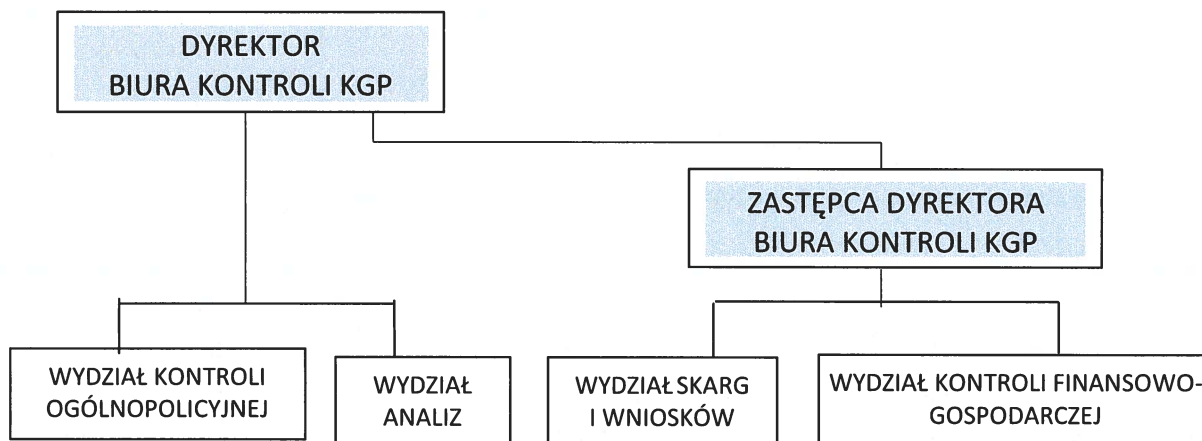 DYREKTOR
BIURA KONTROLI KGP
ZASTĘPCA DYREKTORA
BIURA KONTROLI KGP
WYDZIAŁ KONTROLI
OGÓLNOPOLICYJNEJ
WYDZIAŁ
ANALIZ
WYDZIAŁ SKARG
I WNIOSKÓW
WYDZIAŁ KONTROLI FINANSOWO-
GOSPODARCZEJ